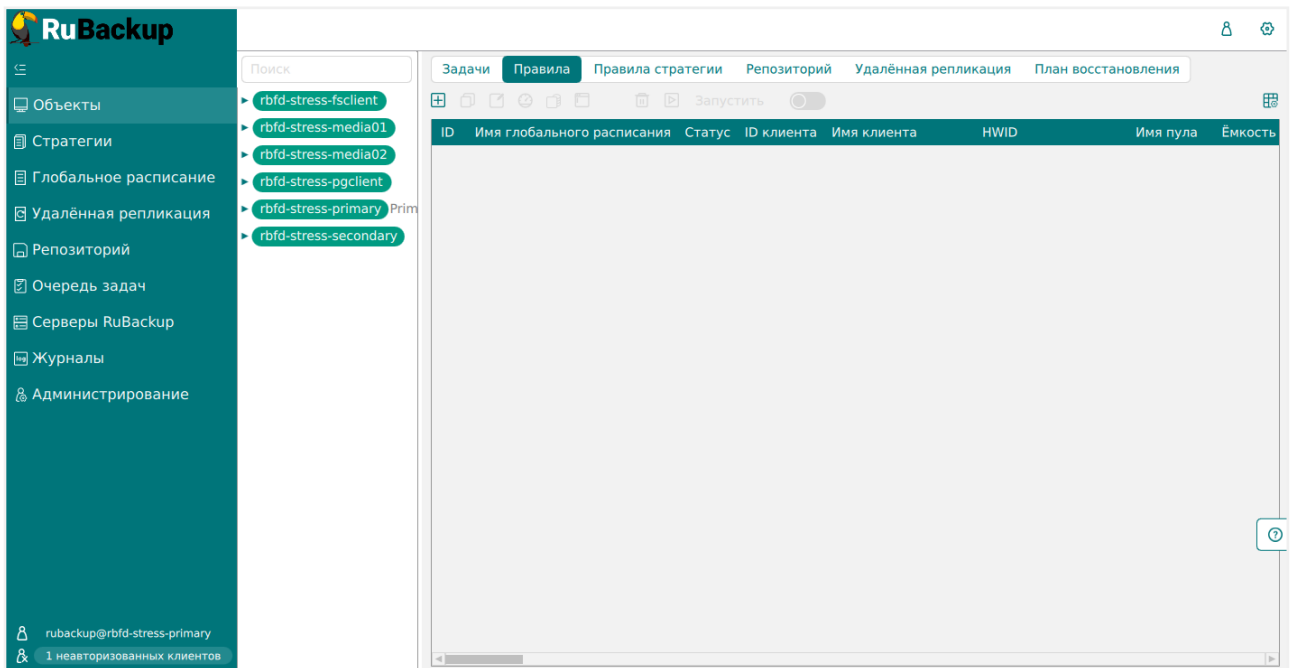 RuBackup
Поиск
Задачи Правила Правила стратегии Репозиторий Удалённая репликация План восстановления
Объекты
Стратегии
Глобальное расписание
Удалённая репликация
Репозиторий
Очередь задач
Серверы RuBackup
Журналы
Администрирование
rbfd-stress-fsclient
rbfd-stress-media01
rbfd-stress-media02
rbfd-stress-pgclient
rbfd-stress-primary Prim
rbfd-stress-secondary
Запустить
ID Имя глобального расписания Статус ID клиента Имя клиента HWID Имя пула Ёмкость
rubackup@rbfd-stress-primary
1 неавторизованных клиентов